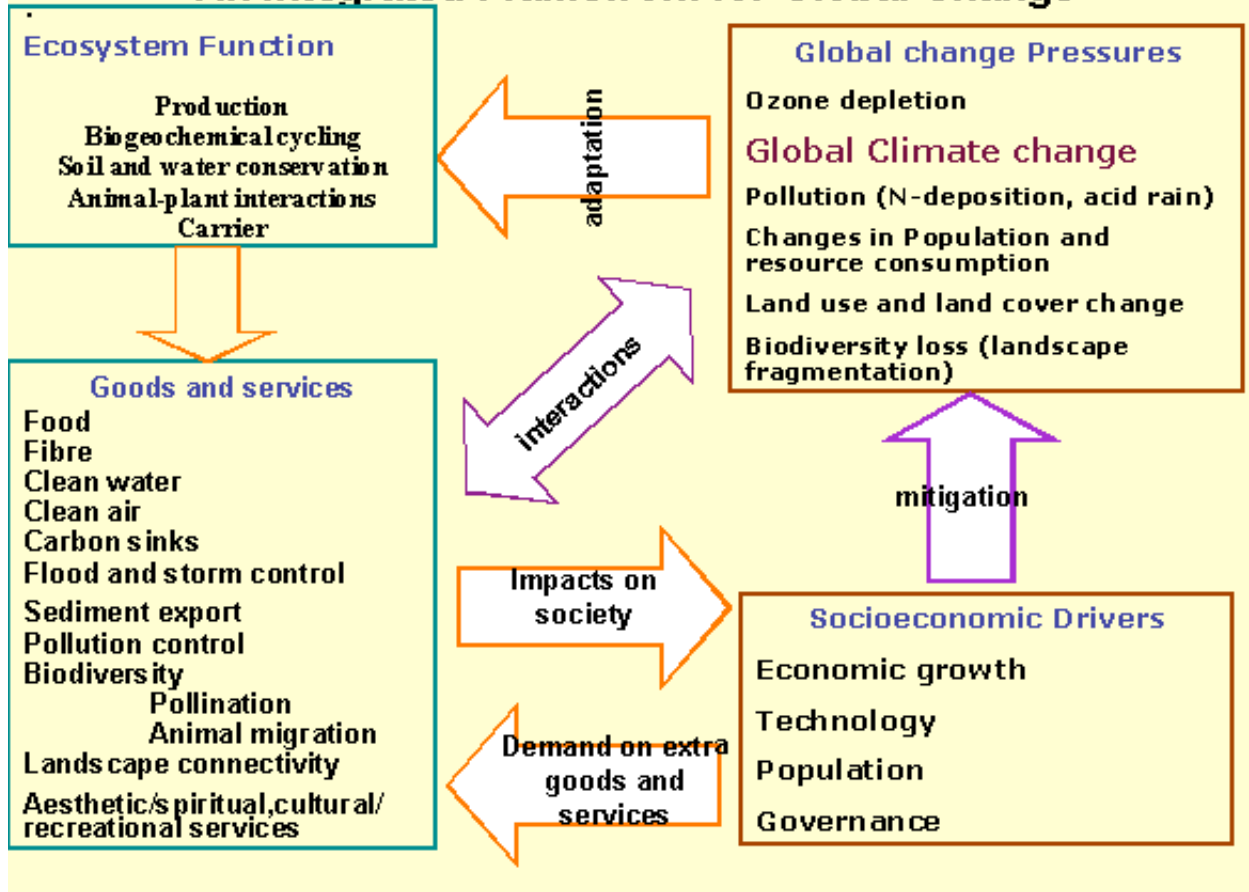 Ecosystem Function
Production
Biogeochemical cycling
Soil and water conservation
Animal-plant interactions
Carrier
adaptation
Global change Pressures
Ozone depletion
Global Climate change
Pollution (N-deposition, acid rain)
Changes in Population and
resource consumption
Land use and land cover change
Biodiversity loss (landscape
fragmentation)
interactions
mitigation
Goods and services
Food
Fibre
Clean water
Clean air
Carbon sinks
Flood and storm control
Sediment export
Pollution control
Biodiversity
Pollination
Animal migration
Landscape connectivity
Aesthetic/spiritual,cultural/
recreational services
Impacts on
society
Demand on extra
goods and
services
Socioeconomic Drivers
Economic growth
Technology
Population
Governance